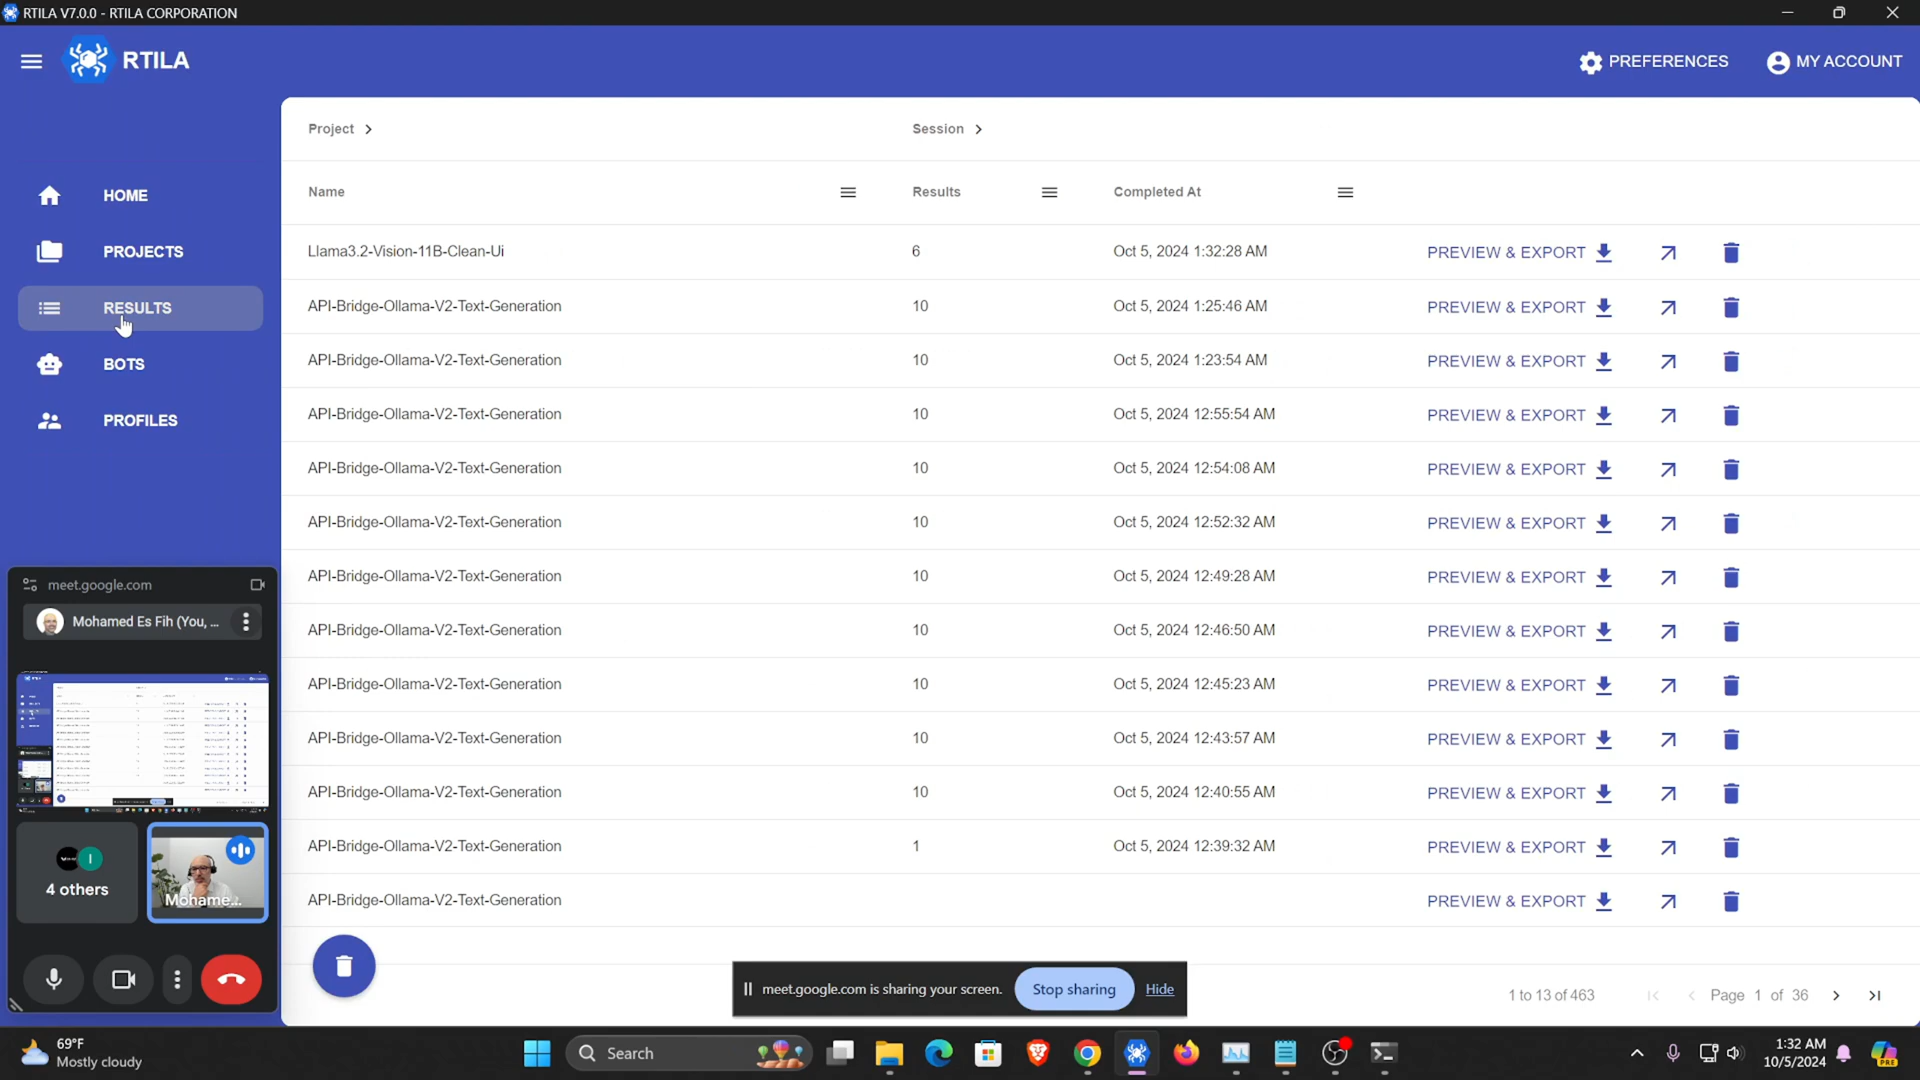 RTILA V7.0.0 - RTILA CORPORATION
RTILA
PREFERENCES
MY ACCOUNT
HOME
PROJECTS
RESULTS
BOTS
PROFILES
Project
Session
Name
Results
Completed At
Llama3.2-Vision-11B-Clean-Ui 6 Oct 5, 2024 1:32:28 AM PREVIEW & EXPORT
API-Bridge-Ollama-V2-Text-Generation 10 Oct 5, 2024 1:25:46 AM PREVIEW & EXPORT
API-Bridge-Ollama-V2-Text-Generation 10 Oct 5, 2024 1:23:54 AM PREVIEW & EXPORT
API-Bridge-Ollama-V2-Text-Generation 10 Oct 5, 2024 12:55:54 AM PREVIEW & EXPORT
API-Bridge-Ollama-V2-Text-Generation 10 Oct 5, 2024 12:54:08 AM PREVIEW & EXPORT
API-Bridge-Ollama-V2-Text-Generation 10 Oct 5, 2024 12:52:32 AM PREVIEW & EXPORT
API-Bridge-Ollama-V2-Text-Generation 10 Oct 5, 2024 12:49:28 AM PREVIEW & EXPORT
API-Bridge-Ollama-V2-Text-Generation 10 Oct 5, 2024 12:46:50 AM PREVIEW & EXPORT
API-Bridge-Ollama-V2-Text-Generation 10 Oct 5, 2024 12:45:23 AM PREVIEW & EXPORT
API-Bridge-Ollama-V2-Text-Generation 10 Oct 5, 2024 12:43:57 AM PREVIEW & EXPORT
API-Bridge-Ollama-V2-Text-Generation 10 Oct 5, 2024 12:40:55 AM PREVIEW & EXPORT
API-Bridge-Ollama-V2-Text-Generation 1 Oct 5, 2024 12:39:32 AM PREVIEW & EXPORT
API-Bridge-Ollama-V2-Text-Generation PREVIEW & EXPORT
meet.google.com
Mohamed Es Fih (You, ...
I
4 others
Mohame...
meet.google.com is sharing your screen.
Stop sharing
Hide
1 to 13 of 463
Page 1 of 36
69°F
Mostly cloudy
Search
1:32 AM
10/5/2024
PRE